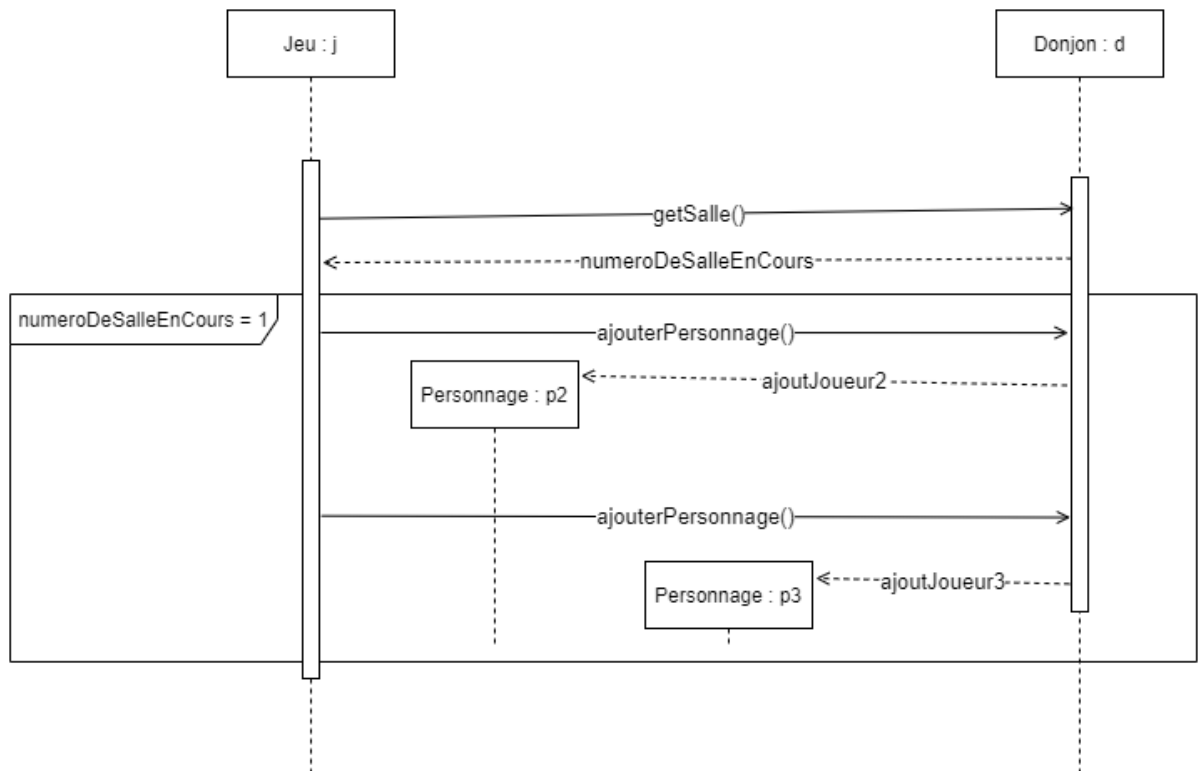 Jeu : j
Donjon : d
getSalle()
numeroDeSalleEnCours
numeroDeSalleEnCours = 1
ajouterPersonnage()
ajoutJoueur2
Personnage : p2
ajouterPersonnage()
ajoutJoueur3
Personnage : p3